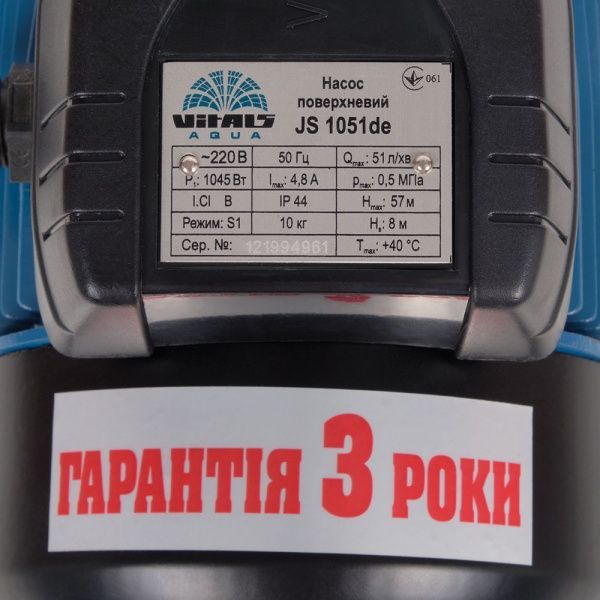 V
Vitals
AQUA
Насос
поверхневий
JS 1051de
061
~220 В 50 Гц Qmax: 51 л/хв
P1: 1045 Вт Imax: 4,8 А pmax: 0,5 МПа
I.Cl B IP 44 Hmax: 57 м
Режим: S1 10 кг Hв: 8 м
Сер. №: 121994961 Tmax: +40 °C
ГАРАНТІЯ 3 РОКИ